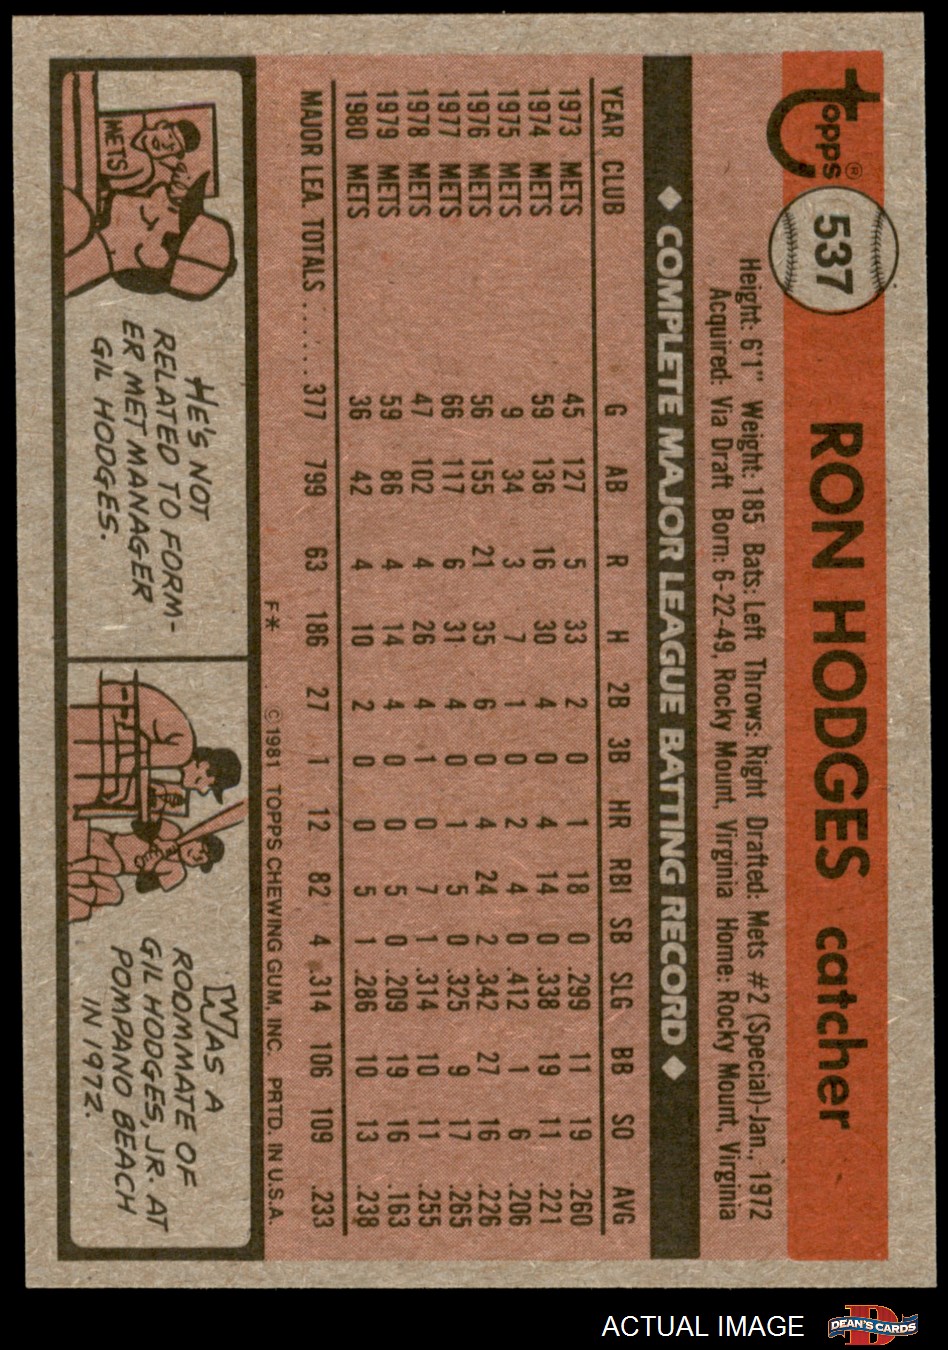 Topps®
537
RON HODGES catcher
Height: 6'1" Weight: 185 Bats: Left Throws: Right Drafted: Mets #2 (Special)-Jan., 1972
Acquired: Via Draft Born: 6-22-49, Rocky Mount, Virginia Home: Rocky Mount, Virginia
◆ COMPLETE MAJOR LEAGUE BATTING RECORD ◆
YEAR CLUB G AB R H 2B 3B HR RBI SB SLG BB SO AVG
1973 METS 45 127 5 33 2 0 1 18 0 .299 11 19 .260
1974 METS 59 136 16 30 4 0 4 14 0 .338 19 11 .221
1975 METS 9 34 3 7 1 0 2 4 0 .412 1 6 .206
1976 METS 56 155 21 35 6 0 4 24 2 .342 27 16 .226
1977 METS 66 117 6 31 4 0 1 5 0 .325 9 17 .265
1978 METS 47 102 4 26 4 1 0 7 1 .314 10 11 .255
1979 METS 59 86 4 14 4 0 0 5 0 .209 19 16 .163
1980 METS 36 42 4 10 2 0 0 5 1 .286 10 13 .238
MAJOR LEA. TOTALS . . . . . . 377 799 63 186 27 1 12 82 4 .314 106 109 .233
F* ©1981 TOPPS CHEWING GUM, INC. PRTD. IN U.S.A.
METS
HE'S NOT
RELATED TO FORM-
ER MET MANAGER
GIL HODGES.
WAS A
ROOMMATE OF
GIL HODGES, JR. AT
POMPANO BEACH
IN 1972.
ACTUAL IMAGE
D
DEAN'S CARDS